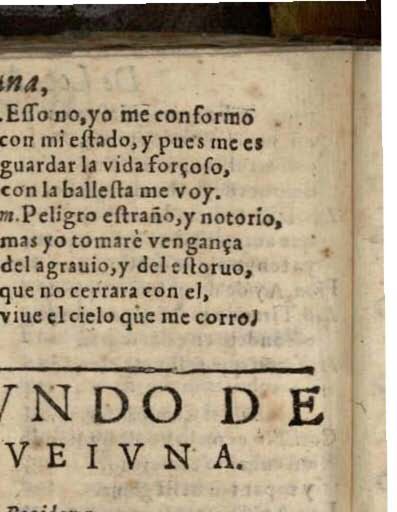 una,
. Eſſo no, yo me conformo
con mi eſtado, y pues me es
guardar la vida forçoſo,
con la balleſta me voy.
m. Peligro eſtraño, y notorio,
mas yo tomarè vengança
del agrauio, y del eſtoruo,
que no cerrara con el,
viue el cielo que me corro.
VNDO DE
VEIVNA.